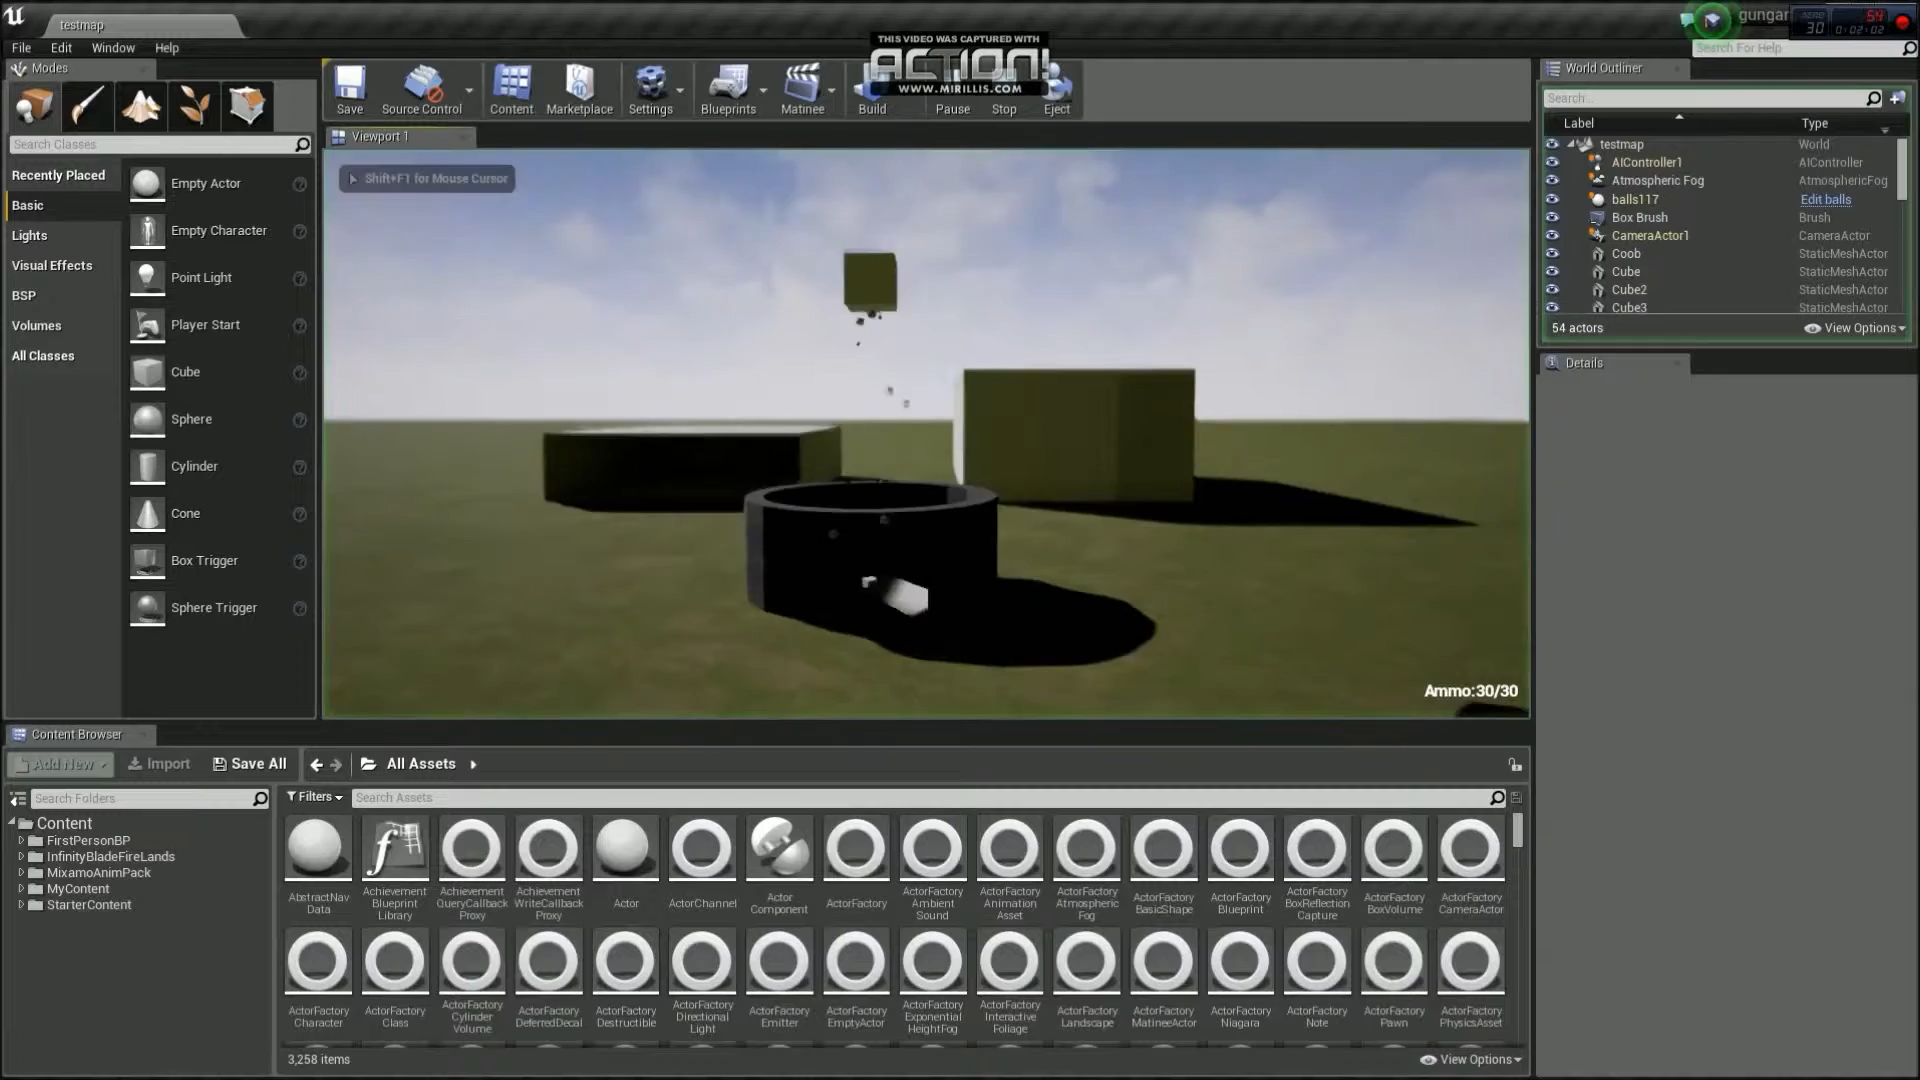 testmap
gungar
ZERO
30
54
0:02:02
File Edit Window Help
THIS VIDEO WAS CAPTURED WITH
ACTION!
WWW.MIRILLIS.COM
Search For Help
Modes
Save
Source Control
Content
Marketplace
Settings
Blueprints
Matinee
Build
Pause
Stop
Eject
Search Classes
Recently Placed
Basic
Lights
Visual Effects
BSP
Volumes
All Classes
Empty Actor
Empty Character
Point Light
Player Start
Cube
Sphere
Cylinder
Cone
Box Trigger
Sphere Trigger
Viewport 1
Shift+F1 for Mouse Cursor
Ammo:30/30
World Outliner
Search...
Label Type
testmap World
AIController1 AIController
Atmospheric Fog AtmosphericFog
balls117 Edit balls
Box Brush Brush
CameraActor1 CameraActor
Coob StaticMeshActor
Cube StaticMeshActor
Cube2 StaticMeshActor
Cube3 StaticMeshActor
54 actors View Options
Details
Content Browser
Add New Import Save All All Assets
Search Folders
Content
FirstPersonBP
InfinityBladeFireLands
MixamoAnimPack
MyContent
StarterContent
Filters Search Assets
AbstractNav
Data
Achievement
Blueprint
Library
Achievement
QueryCallback
Proxy
Achievement
WriteCallback
Proxy
Actor
ActorChannel
Actor
Component
ActorFactory
ActorFactory
Ambient
Sound
ActorFactory
Animation
Asset
ActorFactory
Atmospheric
Fog
ActorFactory
BasicShape
ActorFactory
Blueprint
ActorFactory
BoxReflection
Capture
ActorFactory
BoxVolume
ActorFactory
CameraActor
ActorFactory
Character
ActorFactory
Class
ActorFactory
Cylinder
Volume
ActorFactory
DeferredDecal
ActorFactory
Destructible
ActorFactory
Directional
Light
ActorFactory
Emitter
ActorFactory
EmptyActor
ActorFactory
Exponential
HeightFog
ActorFactory
Interactive
Foliage
ActorFactory
Landscape
ActorFactory
MatineeActor
ActorFactory
Niagara
ActorFactory
Note
ActorFactory
Pawn
ActorFactory
PhysicsAsset
3,258 items View Options